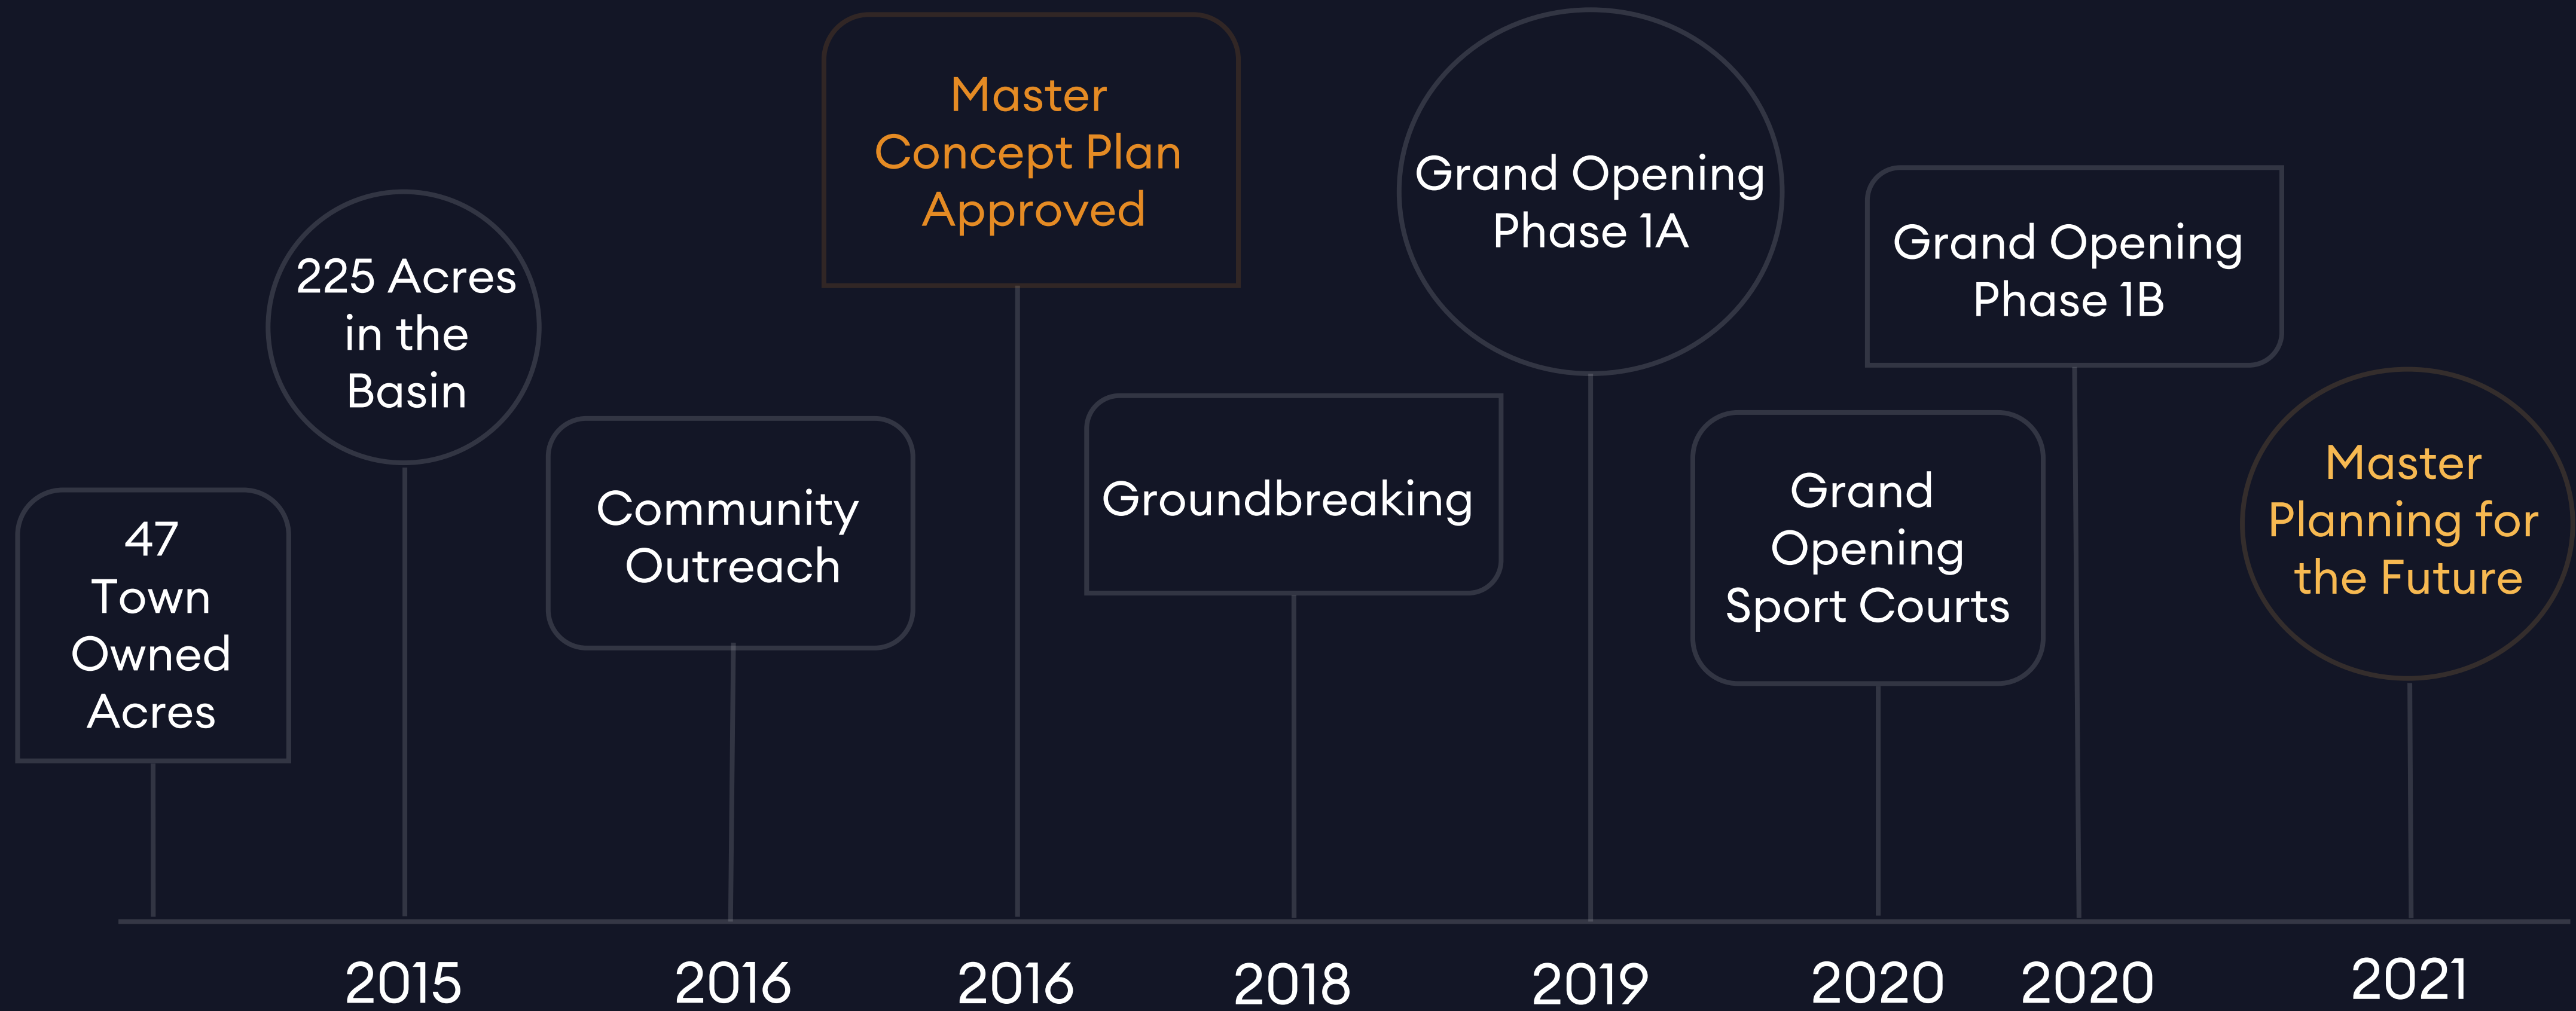 47
Town
Owned
Acres
225 Acres
in the
Basin
Community
Outreach
Master
Concept Plan
Approved
Groundbreaking
Grand Opening
Phase 1A
Grand
Opening
Sport Courts
Grand Opening
Phase 1B
Master
Planning for
the Future
2015
2016
2016
2018
2019
2020
2020
2021